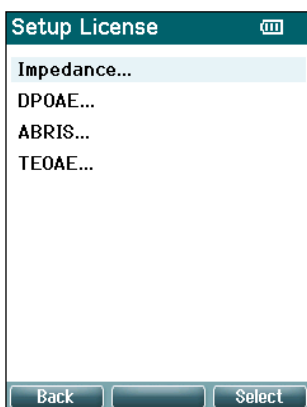 Setup License
Impedance...
DPOAE...
ABRIS...
TEOAE...
Back Select